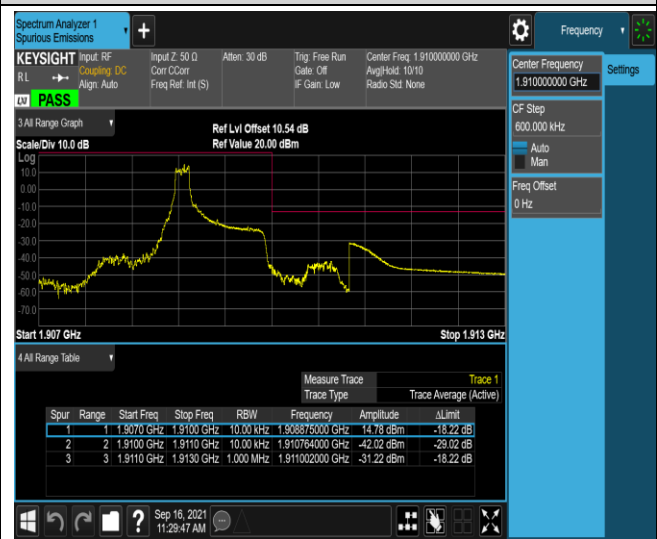 Spectrum Analyzer 1
Spurious Emissions
Frequency
KEYSIGHT Input: RF Input Z: 50 Ω Atten: 30 dB Trig: Free Run Center Freq: 1.910000000 GHz
R L Coupling: DC Corr CCorr Gate: Off Avg|Hold: 10/10
Align: Auto Freq Ref: Int (S) IF Gain: Low Radio Std: None
LXI PASS
Center Frequency
1.910000000 GHz
Settings
CF Step
600.000 kHz
Auto
Man
Freq Offset
0 Hz
3 All Range Graph
Ref Lvl Offset 10.54 dB
Scale/Div 10.0 dB Ref Value 20.00 dBm
Log
10.0
0.00
-10.0
-20.0
-30.0
-40.0
-50.0
-60.0
-70.0
Start 1.907 GHz Stop 1.913 GHz
4 All Range Table
Measure Trace Trace 1
Trace Type Trace Average (Active)
Spur Range Start Freq Stop Freq RBW Frequency Amplitude ΔLimit
1 1 1.9070 GHz 1.9100 GHz 10.00 kHz 1.908875000 GHz 14.78 dBm -18.22 dB
2 2 1.9100 GHz 1.9110 GHz 10.00 kHz 1.910764000 GHz -42.02 dBm -29.02 dB
3 3 1.9110 GHz 1.9130 GHz 1.000 MHz 1.911002000 GHz -31.22 dBm -18.22 dB
Sep 16, 2021
11:29:47 AM